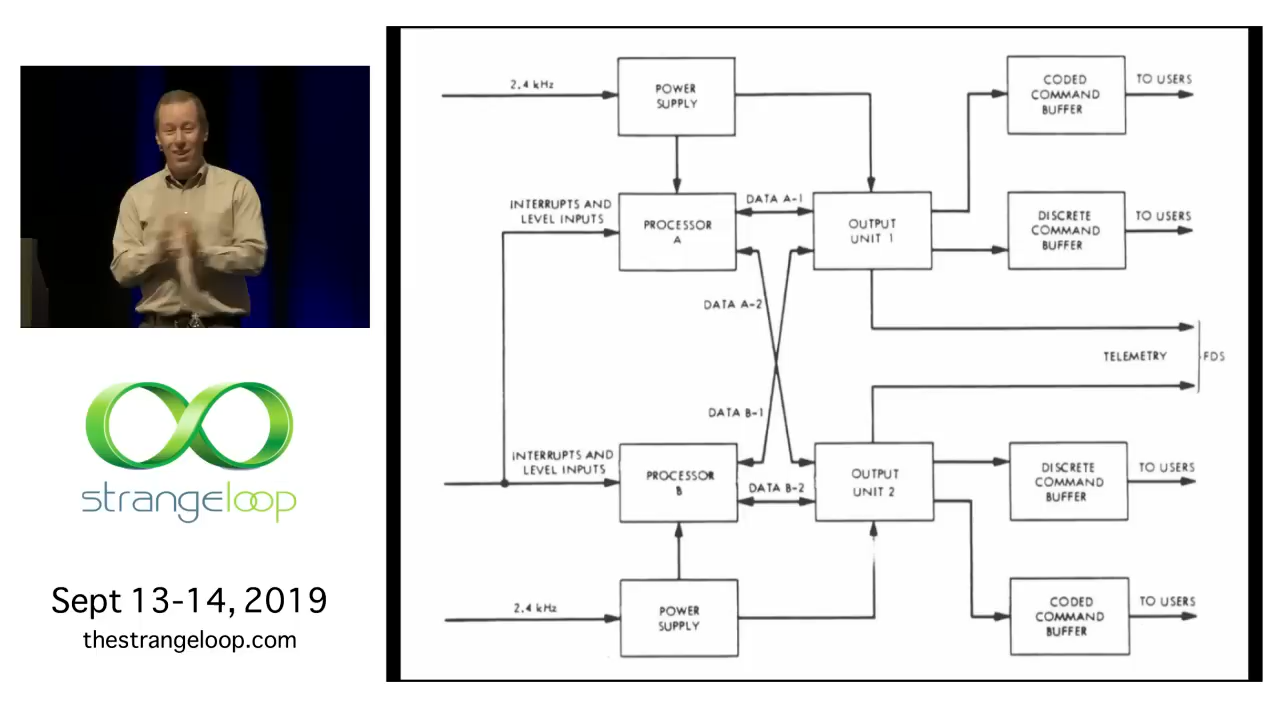 strangeloop
Sept 13-14, 2019
thestrangeloop.com
2.4 kHz
POWER
SUPPLY
CODED
COMMAND
BUFFER
TO USERS
INTERRUPTS AND
LEVEL INPUTS
PROCESSOR
A
DATA A-1
OUTPUT
UNIT 1
DISCRETE
COMMAND
BUFFER
TO USERS
DATA A-2
TELEMETRY
FDS
DATA B-1
INTERRUPTS AND
LEVEL INPUTS
PROCESSOR
B
DATA B-2
OUTPUT
UNIT 2
DISCRETE
COMMAND
BUFFER
TO USERS
2.4 kHz
POWER
SUPPLY
CODED
COMMAND
BUFFER
TO USERS